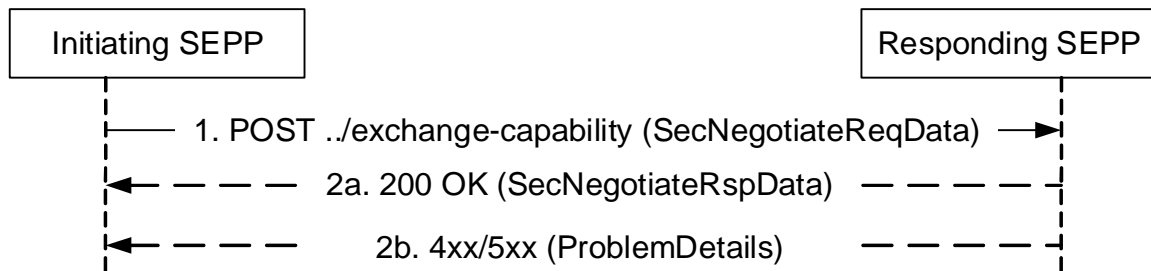 Initiating SEPP
Responding SEPP
1. POST ../exchange-capability (SecNegotiateReqData)
2a. 200 OK (SecNegotiateRspData)
2b. 4xx/5xx (ProblemDetails)